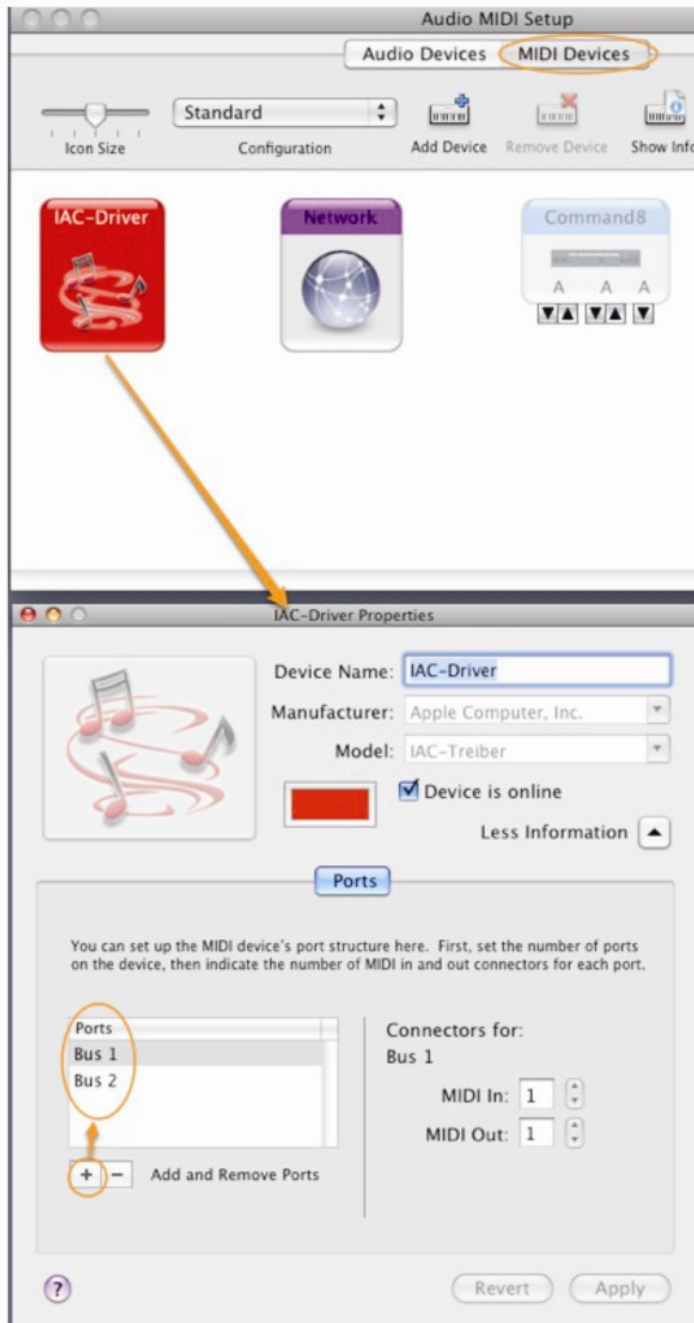 Audio MIDI Setup
Audio Devices MIDI Devices
Standard
Icon Size Configuration Add Device Remove Device Show Info
IAC-Driver Network Command8
A A A
IAC-Driver Properties
Device Name: IAC-Driver
Manufacturer: Apple Computer, Inc.
Model: IAC-Treiber
Device is online
Less Information
Ports
You can set up the MIDI device's port structure here. First, set the number of ports
on the device, then indicate the number of MIDI in and out connectors for each port.
Ports
Bus 1
Bus 2
+ − Add and Remove Ports
Connectors for:
Bus 1
MIDI In: 1
MIDI Out: 1
? Revert Apply